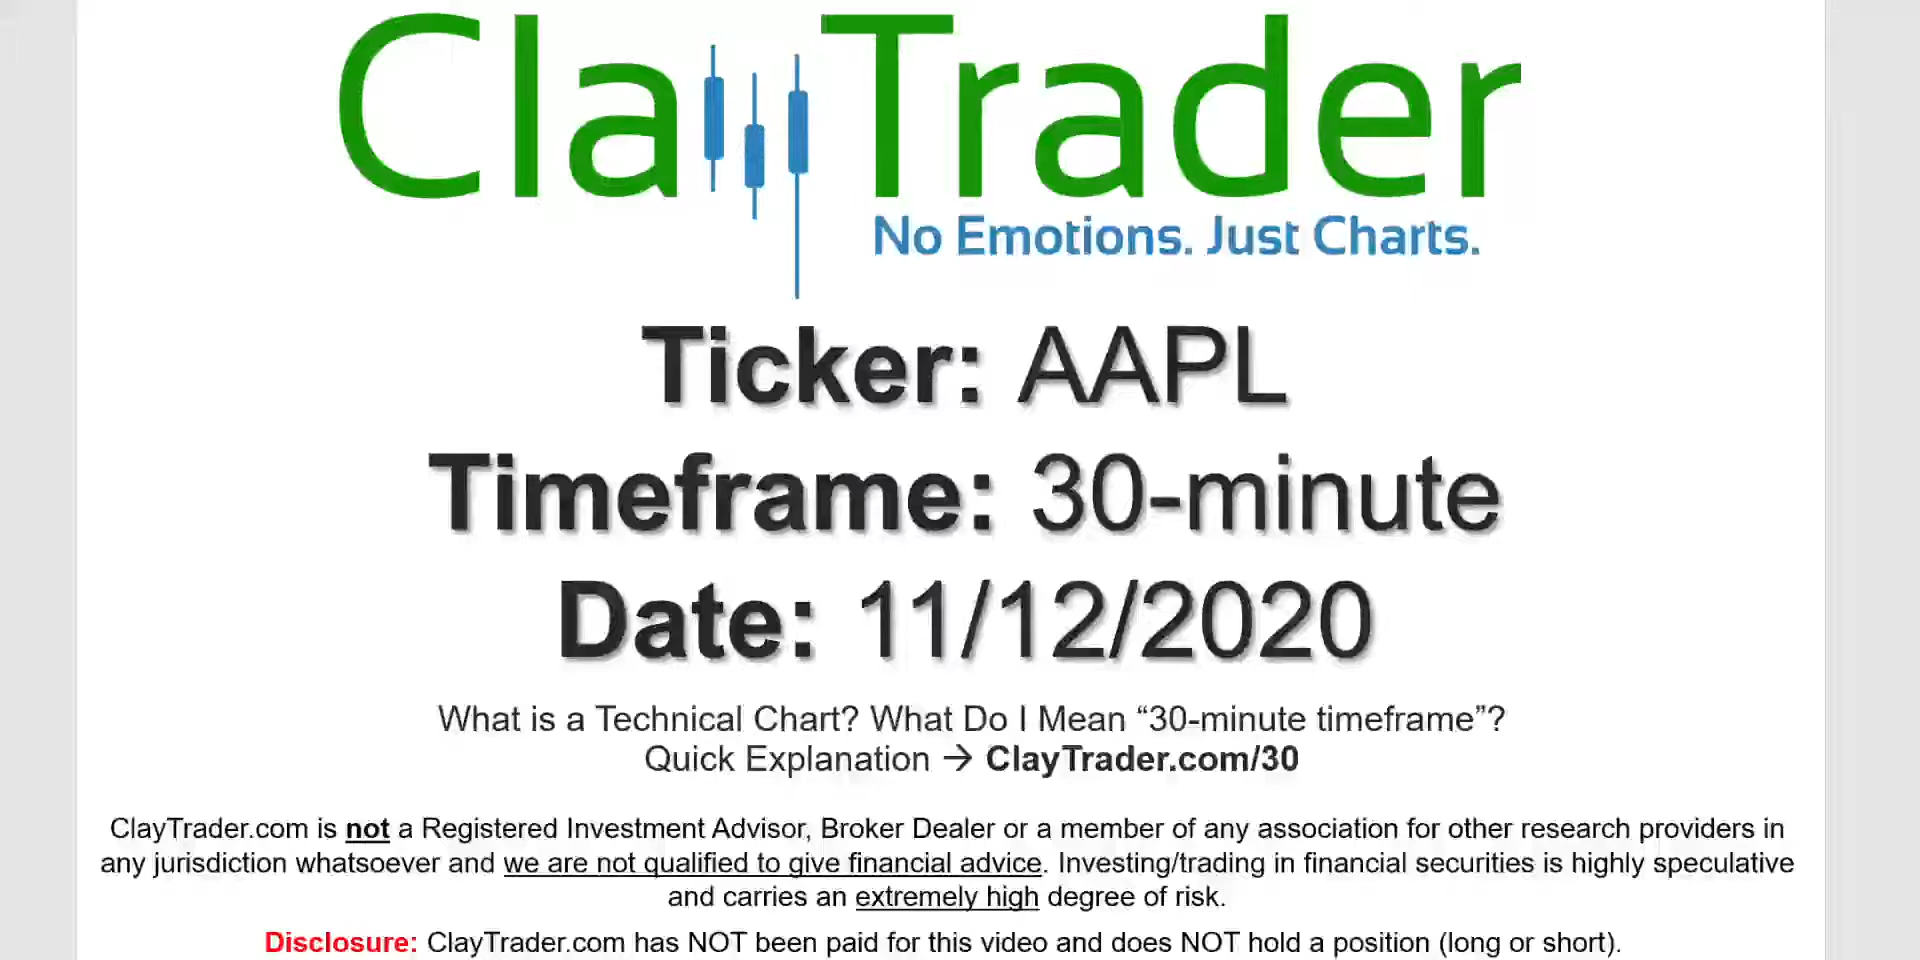 ClayTrader
No Emotions. Just Charts.
Ticker: AAPL
Timeframe: 30-minute
Date: 11/12/2020
What is a Technical Chart? What Do I Mean “30-minute timeframe”?
Quick Explanation → ClayTrader.com/30
ClayTrader.com is not a Registered Investment Advisor, Broker Dealer or a member of any association for other research providers in
any jurisdiction whatsoever and we are not qualified to give financial advice. Investing/trading in financial securities is highly speculative
and carries an extremely high degree of risk.
Disclosure: ClayTrader.com has NOT been paid for this video and does NOT hold a position (long or short).